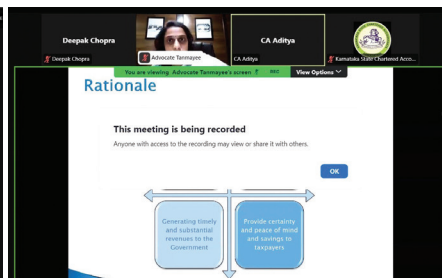 Deepak Chopra
Deepak Chopra
Advocate Tanmayee
CA Aditya
CA Aditya
Karnataka State Chartered Acco...
You are viewing Advocate Tanmayee's screen
REC
View Options
Rationale
This meeting is being recorded
Anyone with access to the recording may view or share it with others.
OK
Generating timely
and substantial
revenues to the
Government
Provide certainty
and peace of mind
and savings to
taxpayers